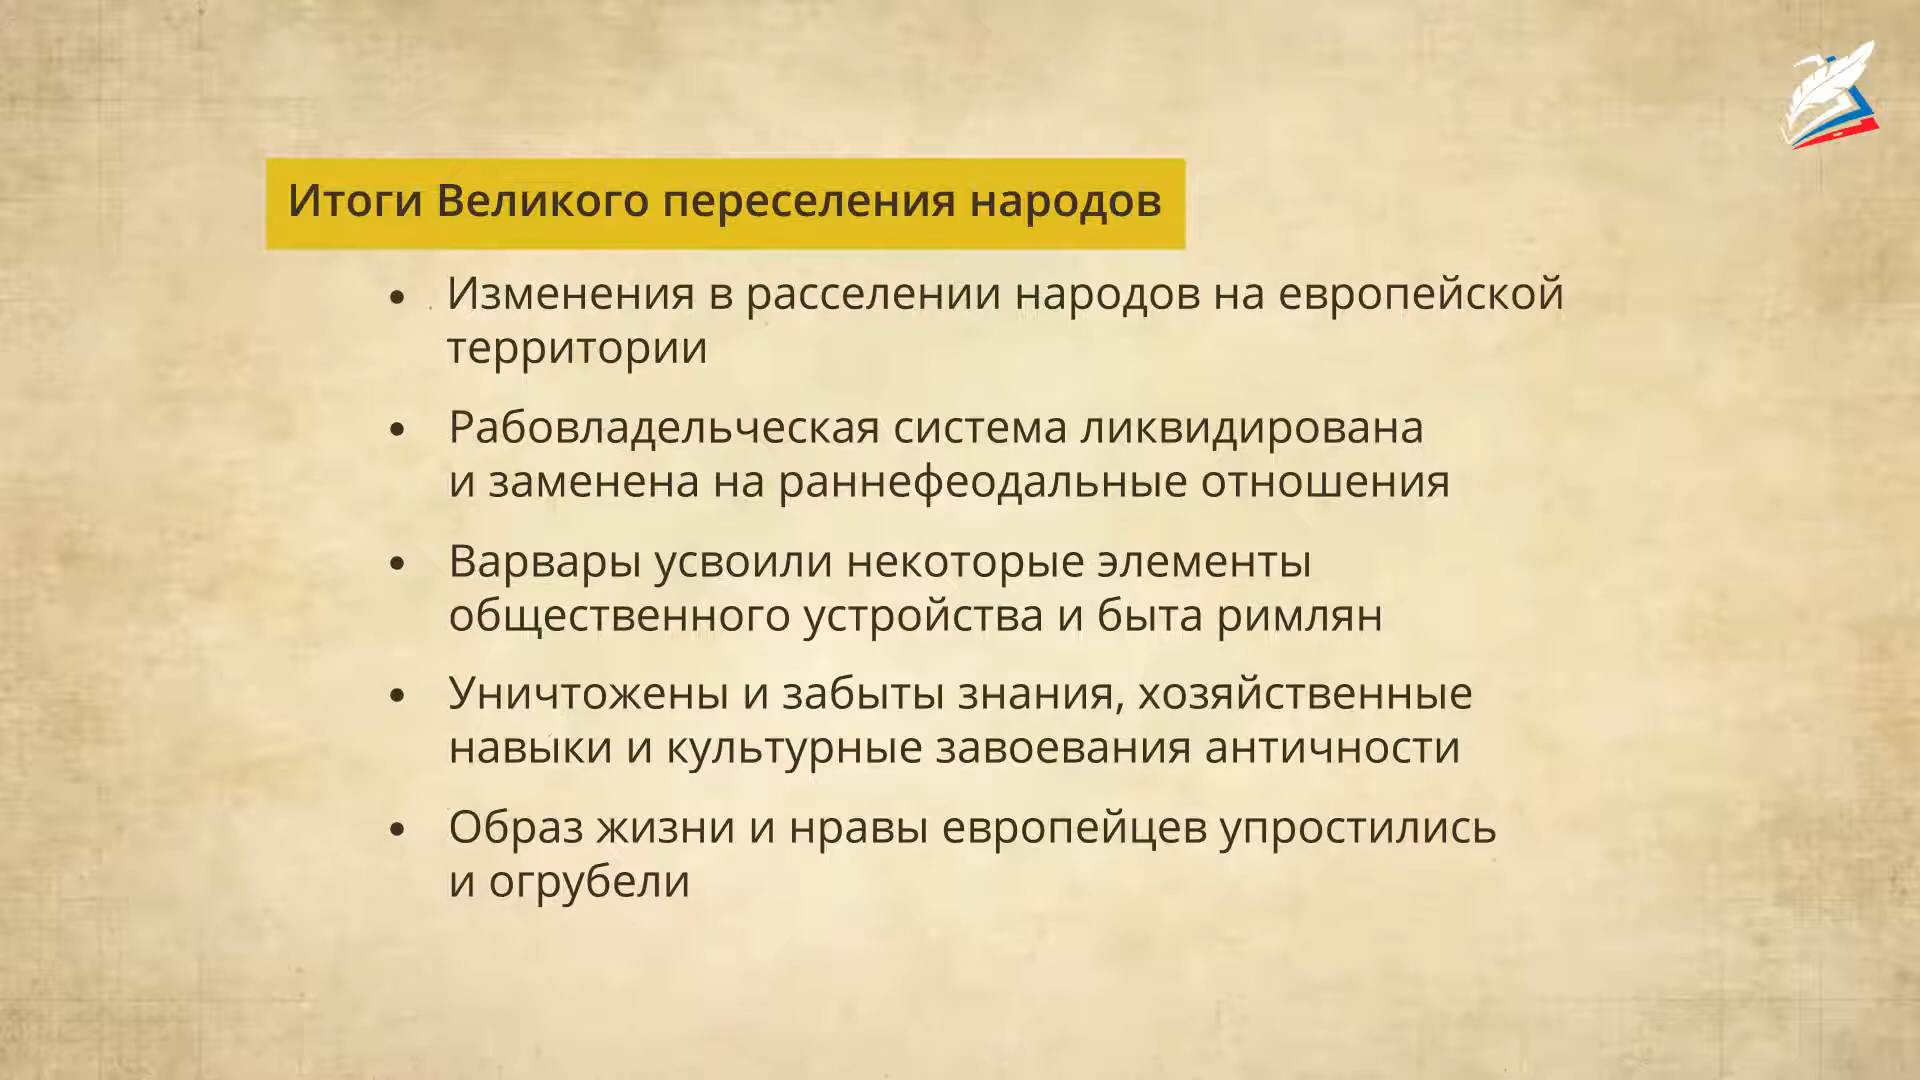 Итоги Великого переселения народов
• Изменения в расселении народов на европейской
территории
• Рабовладельческая система ликвидирована
и заменена на раннефеодальные отношения
• Варвары усвоили некоторые элементы
общественного устройства и быта римлян
• Уничтожены и забыты знания, хозяйственные
навыки и культурные завоевания античности
• Образ жизни и нравы европейцев упростились
и огрубели